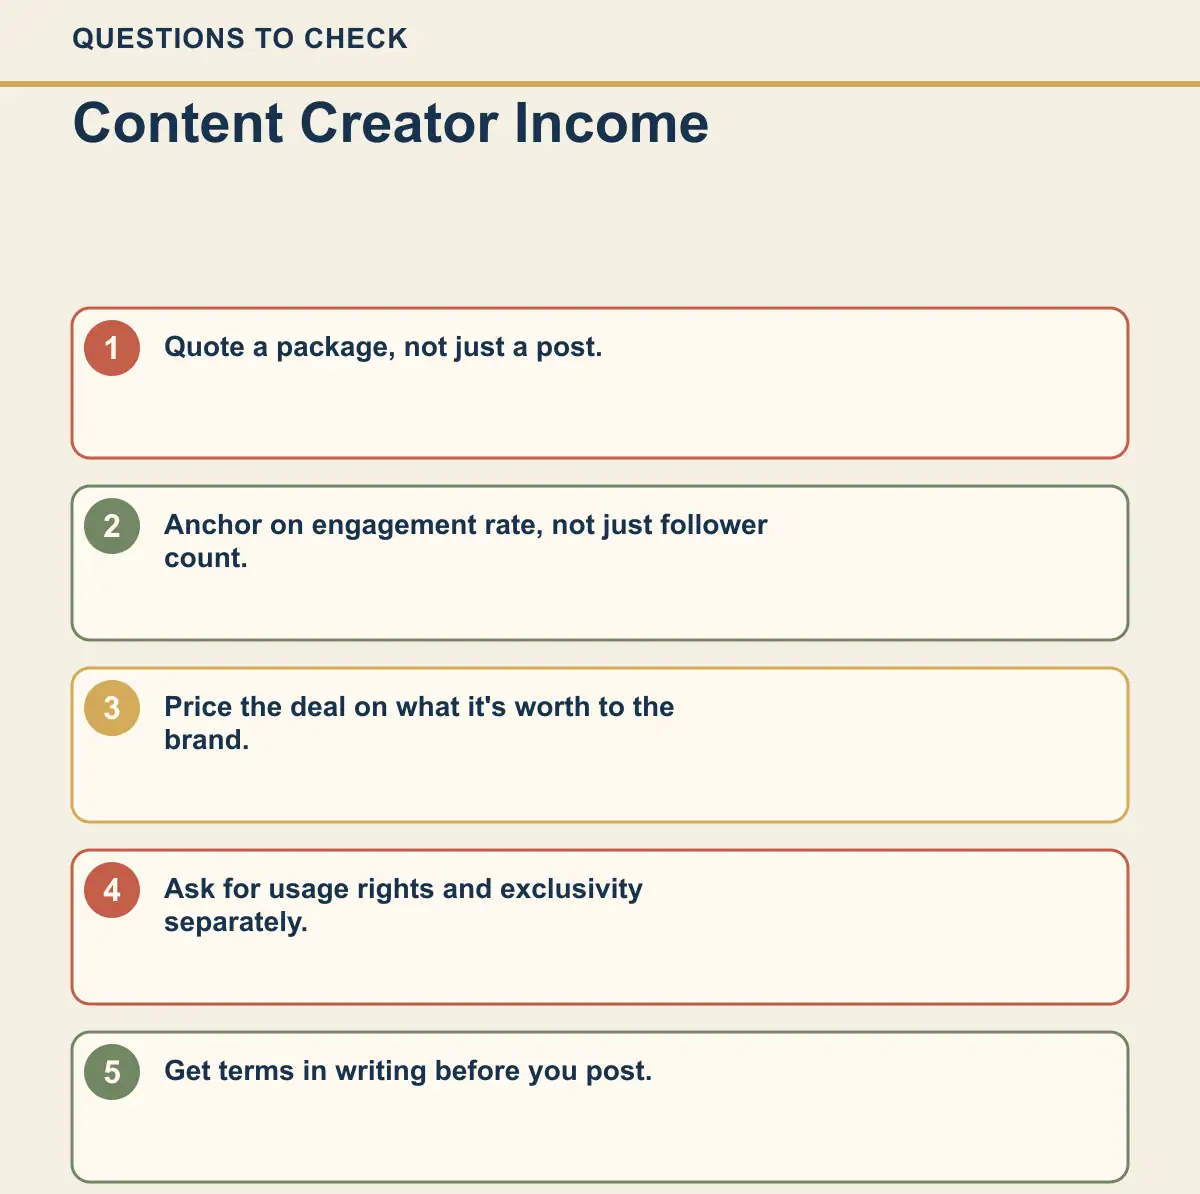 QUESTIONS TO CHECK
Content Creator Income
1
Quote a package, not just a post.
2
Anchor on engagement rate, not just follower
count.
3
Price the deal on what it's worth to the
brand.
4
Ask for usage rights and exclusivity
separately.
5
Get terms in writing before you post.